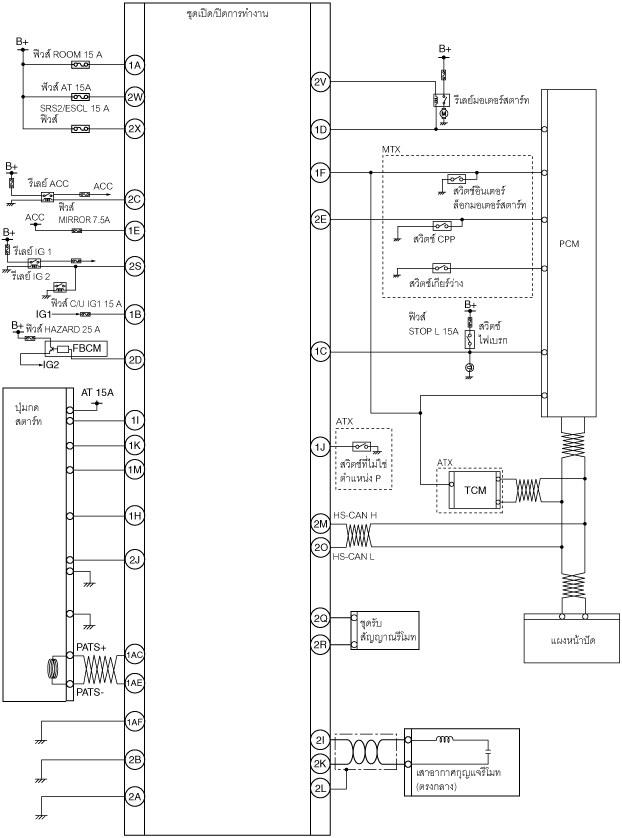 ชุดเปิด/ปิดการทำงาน
B+
ฟิวส์ ROOM 15 A
1A
ฟิวส์ AT 15A
2W
SRS2/ESCL 15 A
ฟิวส์
2X
B+
รีเลย์ ACC
ACC
2C
ฟิวส์
MIRROR 7.5A
ACC
1E
B+
รีเลย์ IG 1
2S
รีเลย์ IG 2
ฟิวส์ C/U IG1 15 A
IG1
1B
B+
ฟิวส์ HAZARD 25 A
FBCM
2D
IG2
AT 15A
ปุ่มกด
สตาร์ท
1I
1K
1M
1H
2J
PATS+
1AC
PATS-
1AE
1AF
2B
2A
B+
2V
รีเลย์มอเตอร์สตาร์ท
M
1D
MTX
1F
สวิตช์อินเตอร์
ล็อกมอเตอร์สตาร์ท
2E
สวิตซ์ CPP
สวิตช์เกียร์ว่าง
PCM
B+
ฟิวส์
STOP L 15A
สวิตช์
ไฟเบรก
1C
ATX
1J
สวิตช์ที่ไม่ใช่
ตำแหน่ง P
ATX
TCM
2M
HS-CAN H
2O
HS-CAN L
2Q
ชุดรับ
สัญญาณรีโมท
2R
แผงหน้าปัด
2I
2K
เสาอากาศกุญแจรีโมท
(ตรงกลาง)
2L